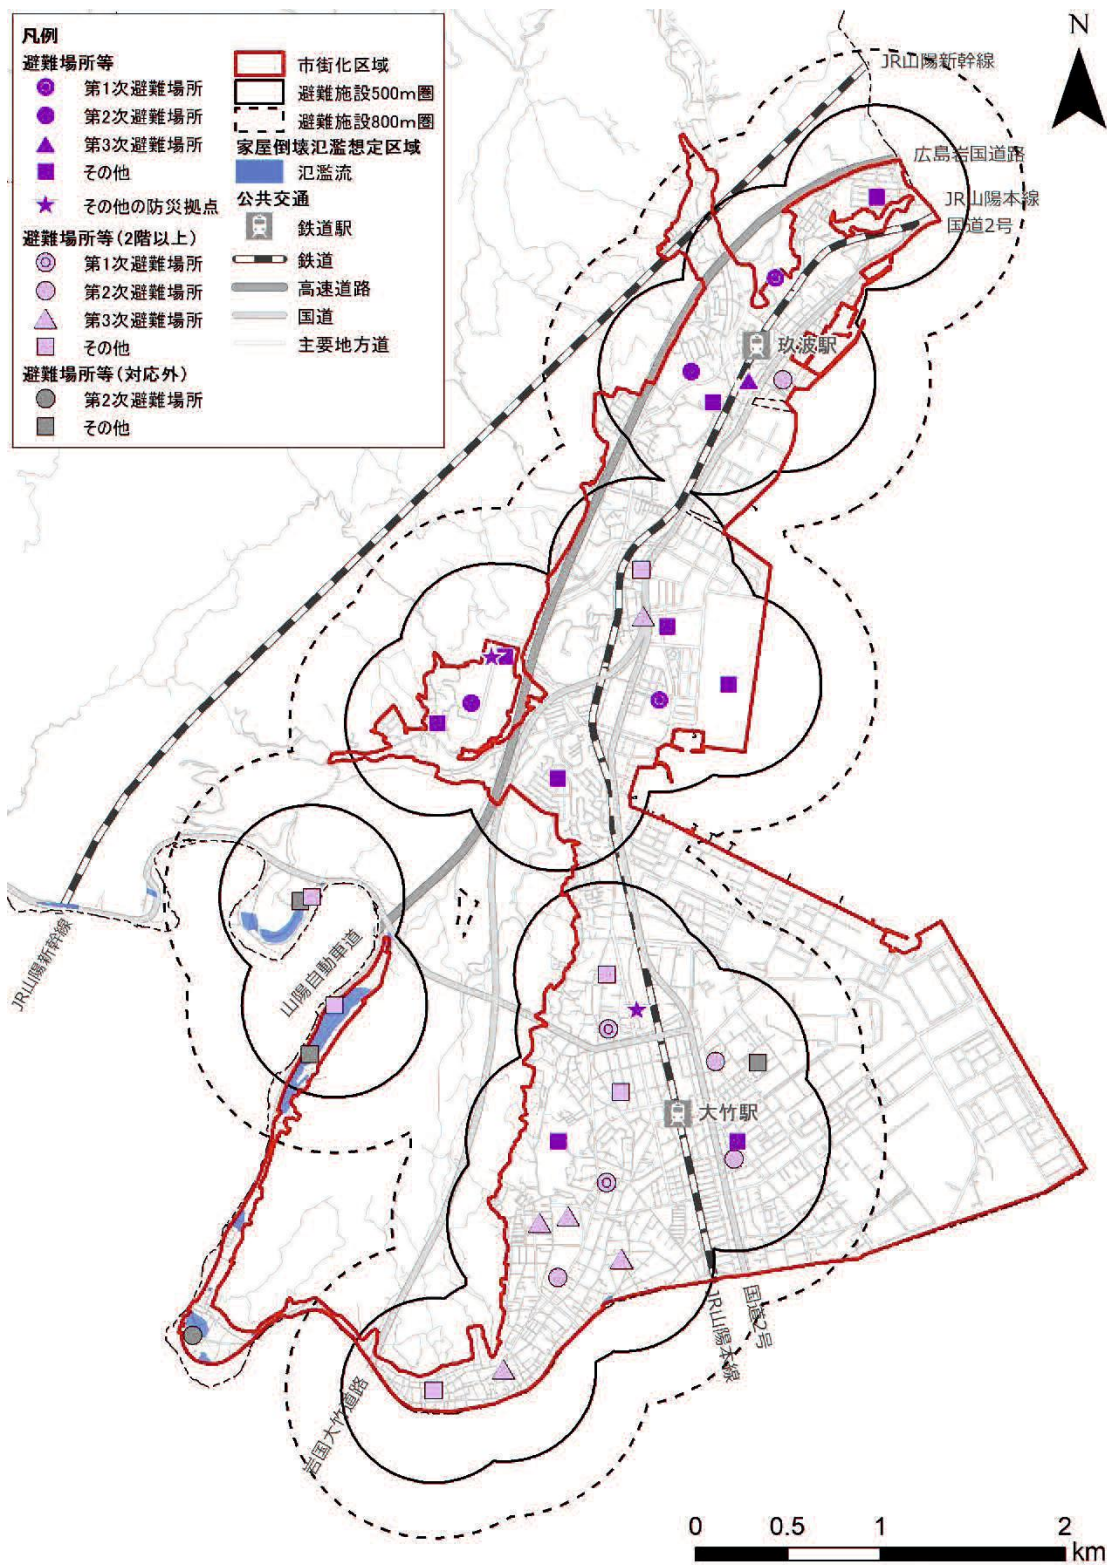 凡例
避難場所等
第1次避難場所
第2次避難場所
第3次避難場所
その他
その他の防災拠点
避難場所等(2階以上)
第1次避難場所
第2次避難場所
第3次避難場所
その他
避難場所等(対応外)
第2次避難場所
その他
市街化区域
避難施設500m圏
避難施設800m圏
家屋倒壊氾濫想定区域
氾濫流
公共交通
鉄道駅
鉄道
高速道路
国道
主要地方道
N
JR山陽新幹線
広島岩国道路
JR山陽本線
国道2号
玖波駅
JR山陽新幹線
山陽自動車道
大竹駅
国道2号
JR山陽本線
岩国大竹道路
0 0.5 1 2
km